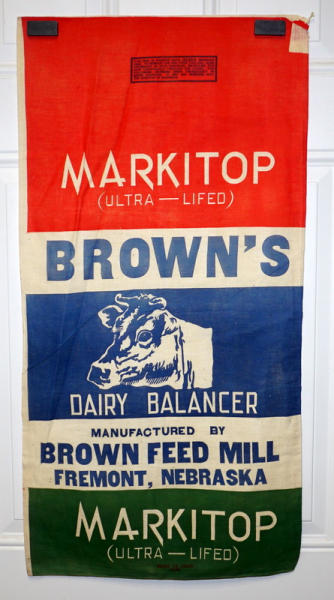 MARKITOP
(ULTRA — LIFED)
BROWN'S
DAIRY BALANCER
MANUFACTURED BY
BROWN FEED MILL
FREMONT, NEBRASKA
MARKITOP
(ULTRA — LIFED)